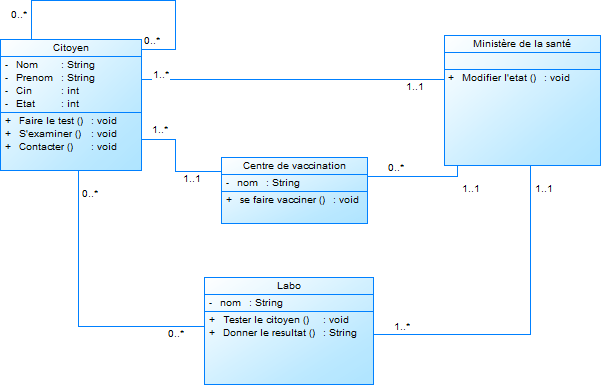 0..*
0..*
Citoyen
- Nom : String
- Prenom : String
- Cin : int
- Etat : int
+ Faire le test () : void
+ S'examiner () : void
+ Contacter () : void
1..*
1..1
Ministère de la santé
+ Modifier l'etat () : void
1..*
1..1
Centre de vaccination
- nom : String
+ se faire vacciner () : void
0..*
1..1
1..1
0..*
0..*
Labo
- nom : String
+ Tester le citoyen () : void
+ Donner le resultat () : String
1..*